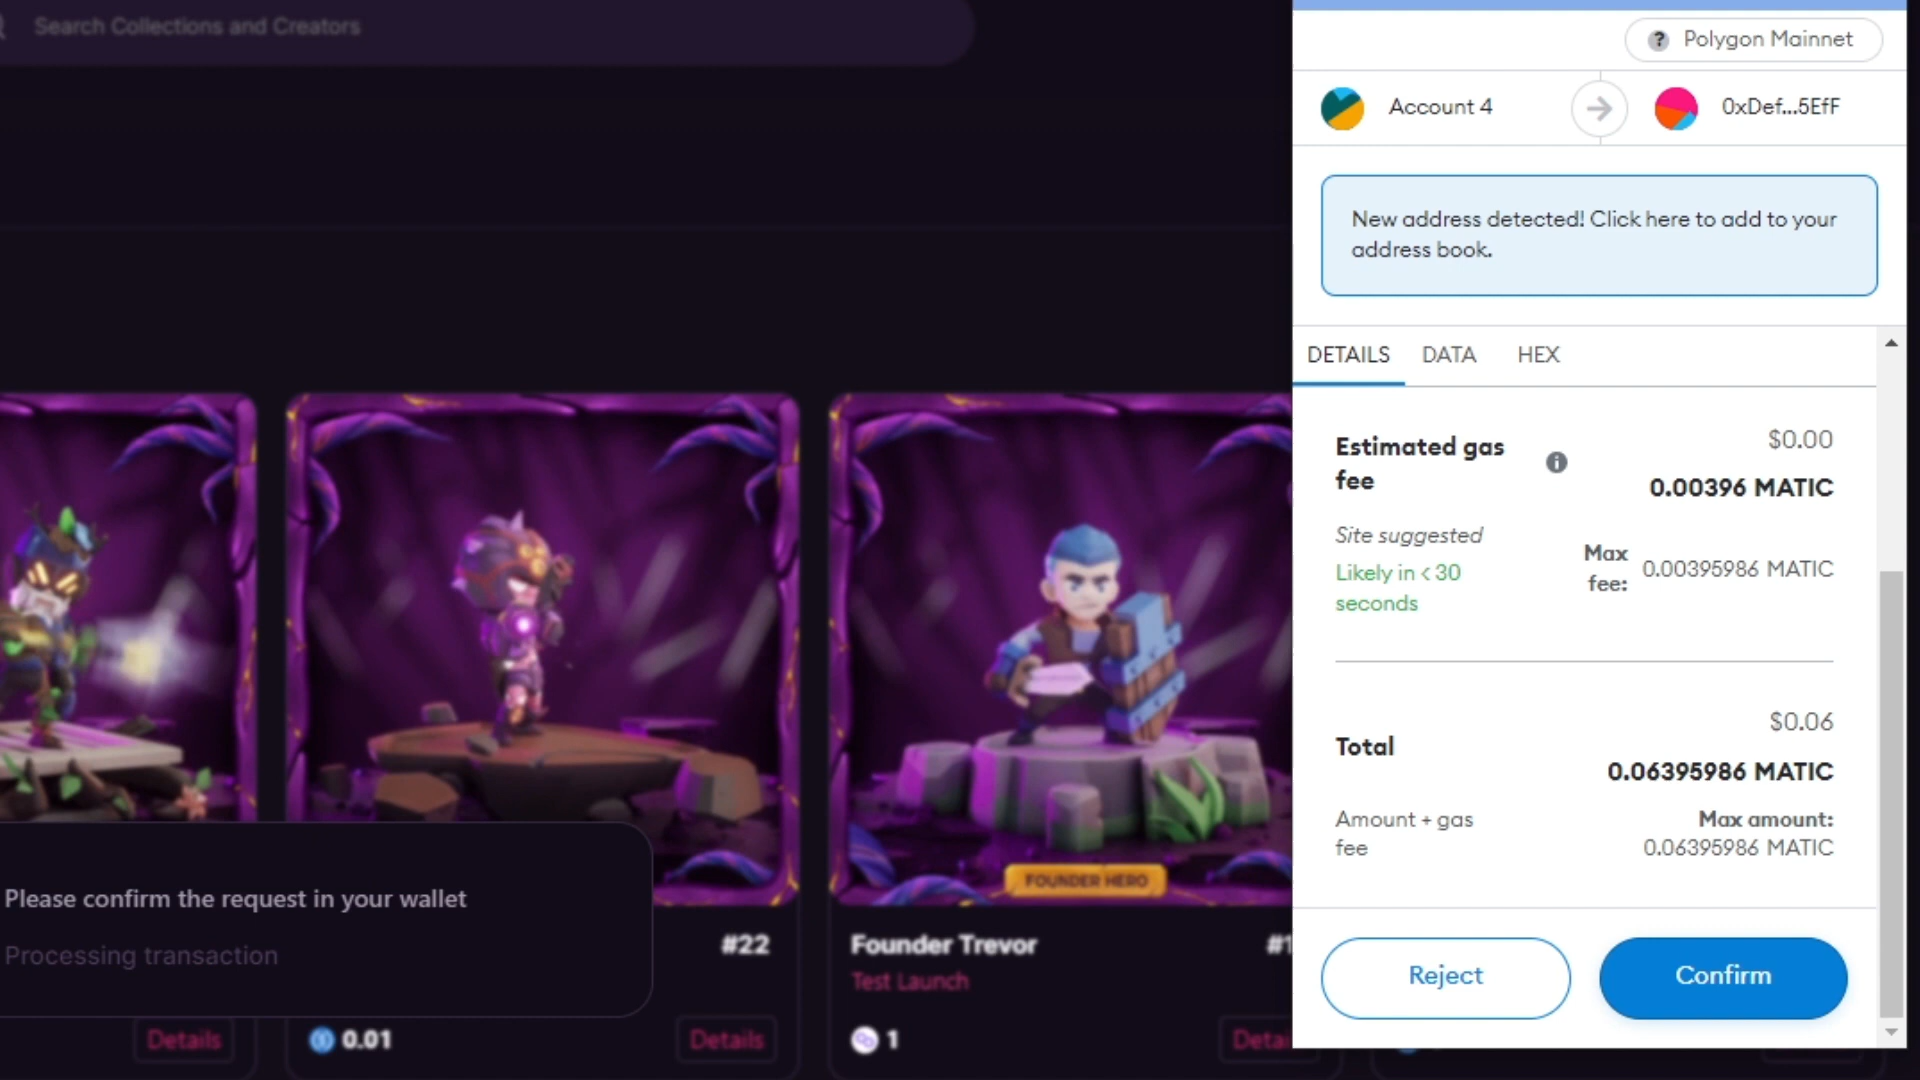 Search Collections and Creators
Polygon Mainnet
Account 4
0xDef...5EfF
New address detected! Click here to add to your
address book.
DETAILS DATA HEX
Estimated gas
fee
$0.00
0.00396 MATIC
Site suggested
Likely in < 30
seconds
Max
fee:
0.00395986 MATIC
Total
$0.06
0.06395986 MATIC
Amount + gas
fee
Max amount:
0.06395986 MATIC
Reject
Confirm
FOUNDER HERO
Please confirm the request in your wallet
Processing transaction
#22
Founder Trevor
#1
Test Launch
Details
0.01
Details
1
Detai